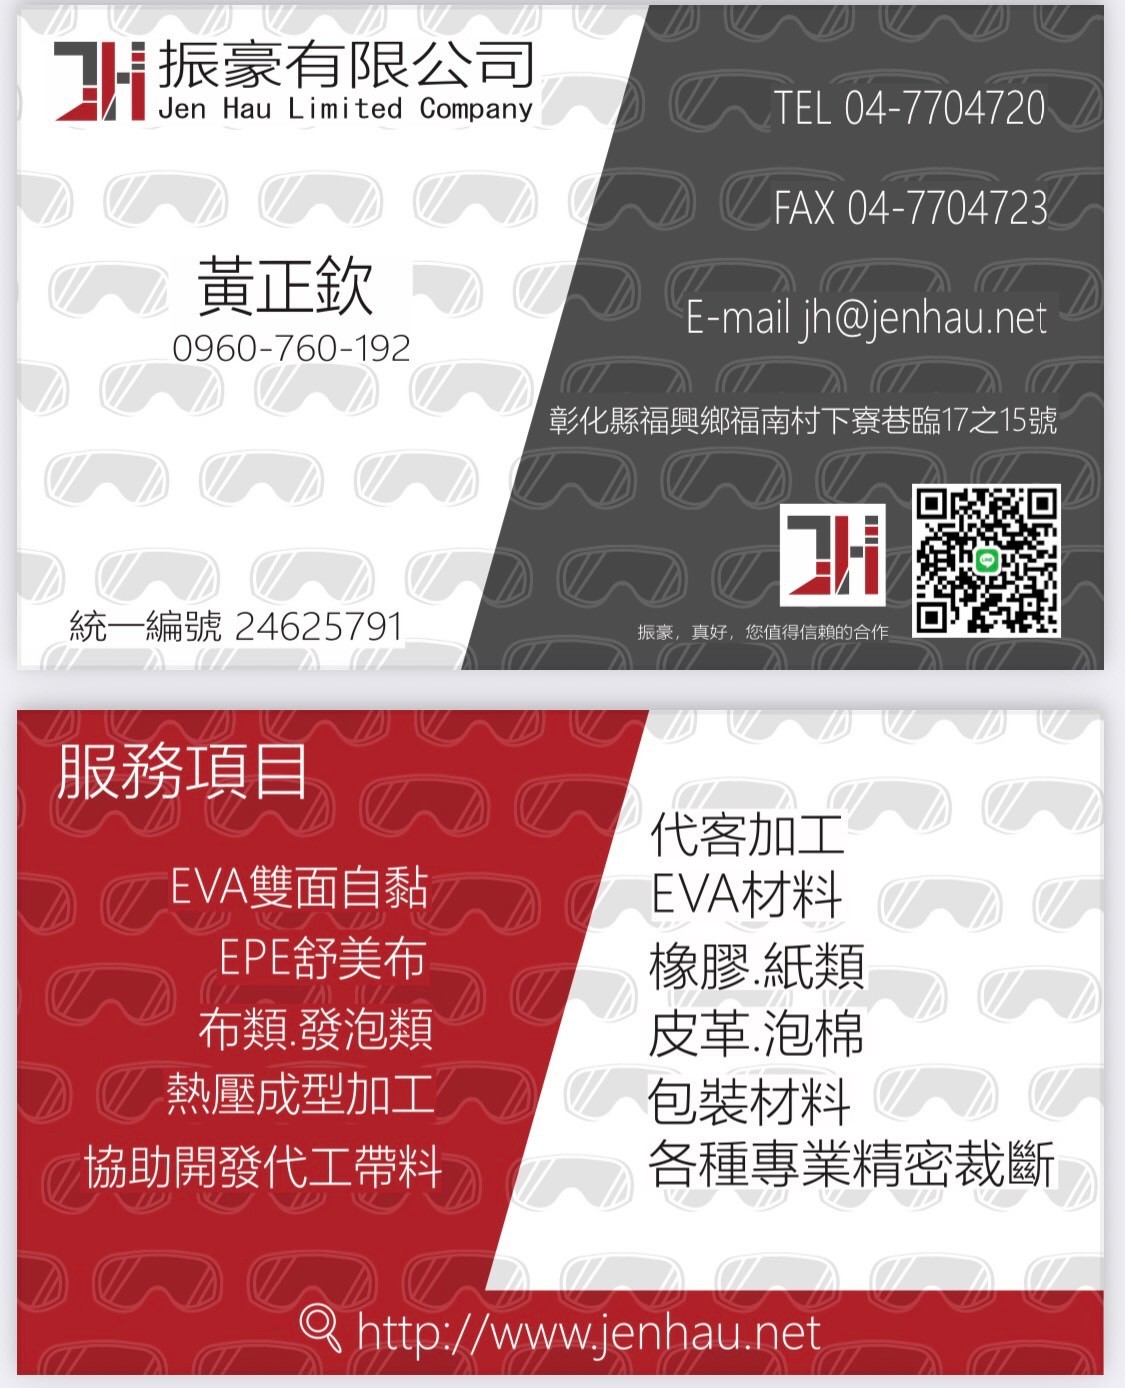 振豪有限公司
Jen Hau Limited Company
黃正欽
0960-760-192
統一編號 24625791
TEL 04-7704720
FAX 04-7704723
E-mail jh@jenhau.net
彰化縣福興鄉福南村下寮巷臨17之15號
LINE
振豪，真好，您值得信賴的合作
服務項目
EVA雙面自黏
EPE舒美布
布類.發泡類
熱壓成型加工
協助開發代工帶料
代客加工
EVA材料
橡膠.紙類
皮革.泡棉
包裝材料
各種專業精密裁斷
http://www.jenhau.net